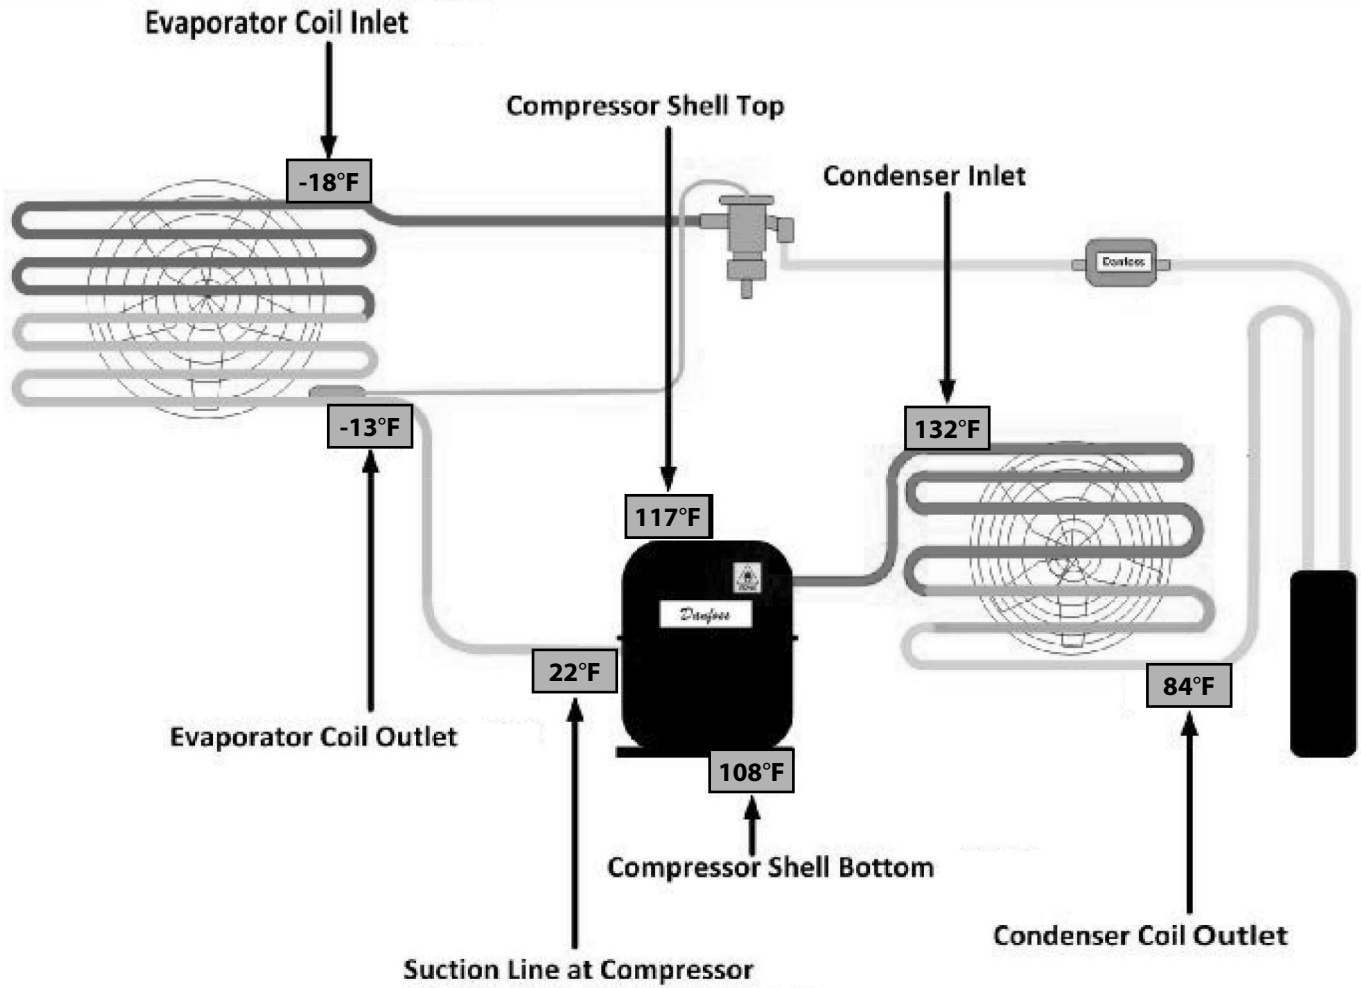 Evaporator Coil Inlet
Compressor Shell Top
-18°F
Condenser Inlet
Danfoss
-13°F
132°F
117°F
Danfoss
22°F
84°F
Evaporator Coil Outlet
108°F
Compressor Shell Bottom
Condenser Coil Outlet
Suction Line at Compressor